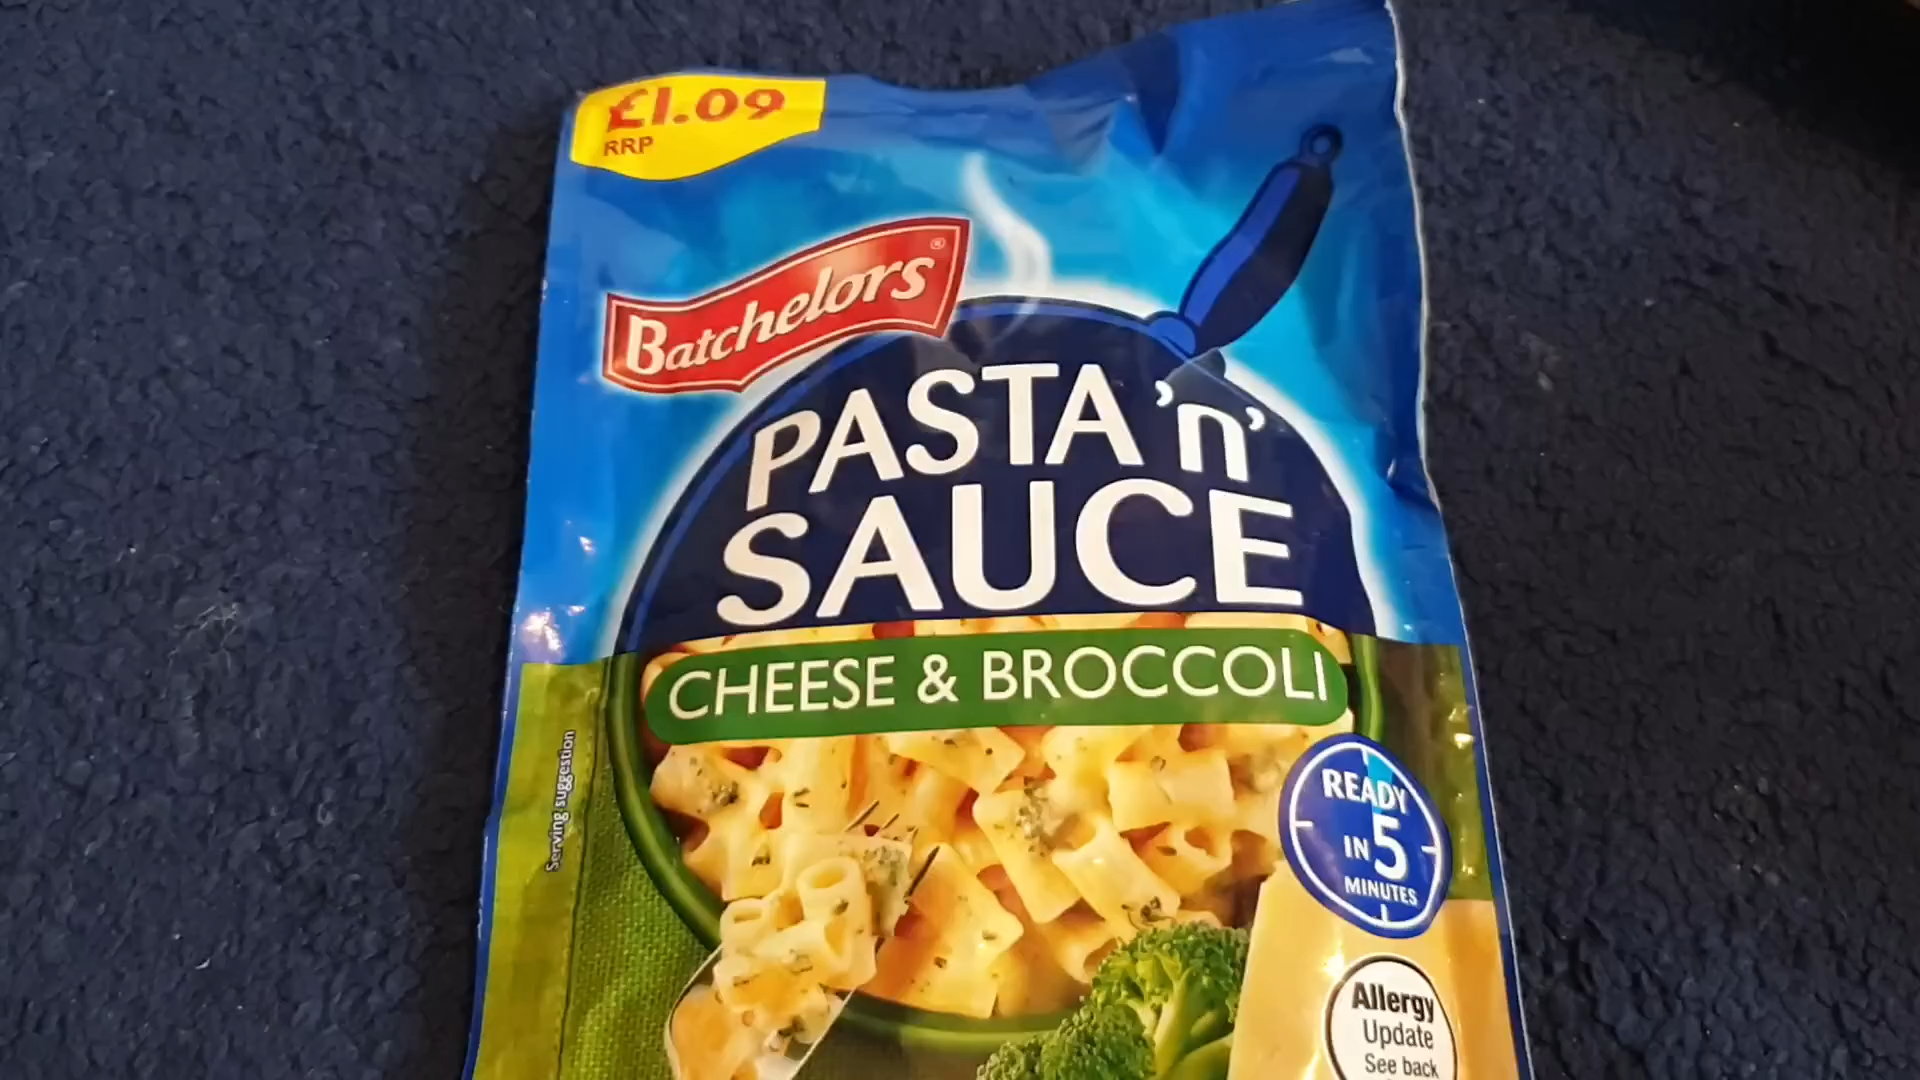 £1.09
RRP
Batchelors®
PASTA 'n'
SAUCE
CHEESE & BROCCOLI
Serving suggestion
READY
IN 5
MINUTES
Allergy
Update
See back